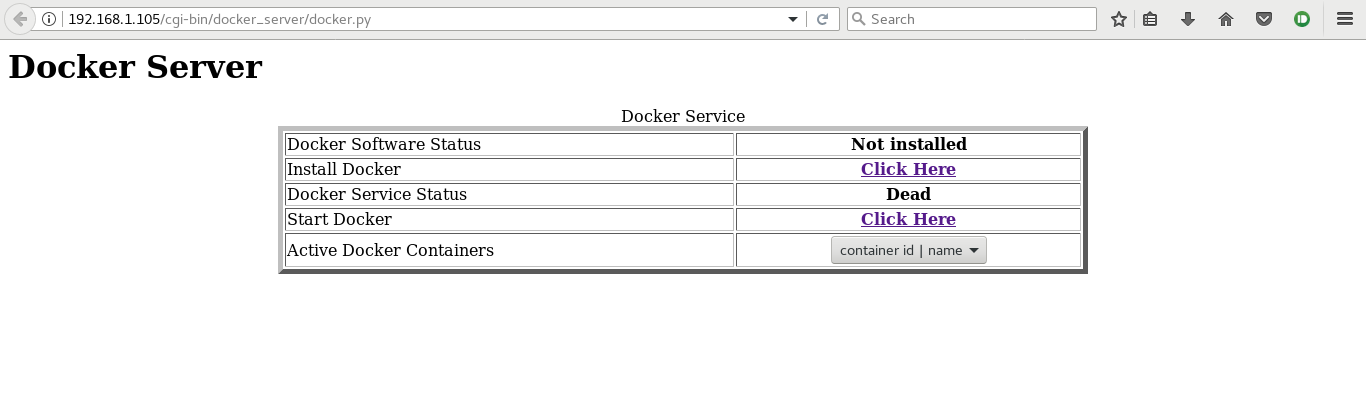 192.168.1.105/cgi-bin/docker_server/docker.py Search
Docker Server
Docker Service
Docker Software Status Not installed
Install Docker Click Here
Docker Service Status Dead
Start Docker Click Here
Active Docker Containers container id | name